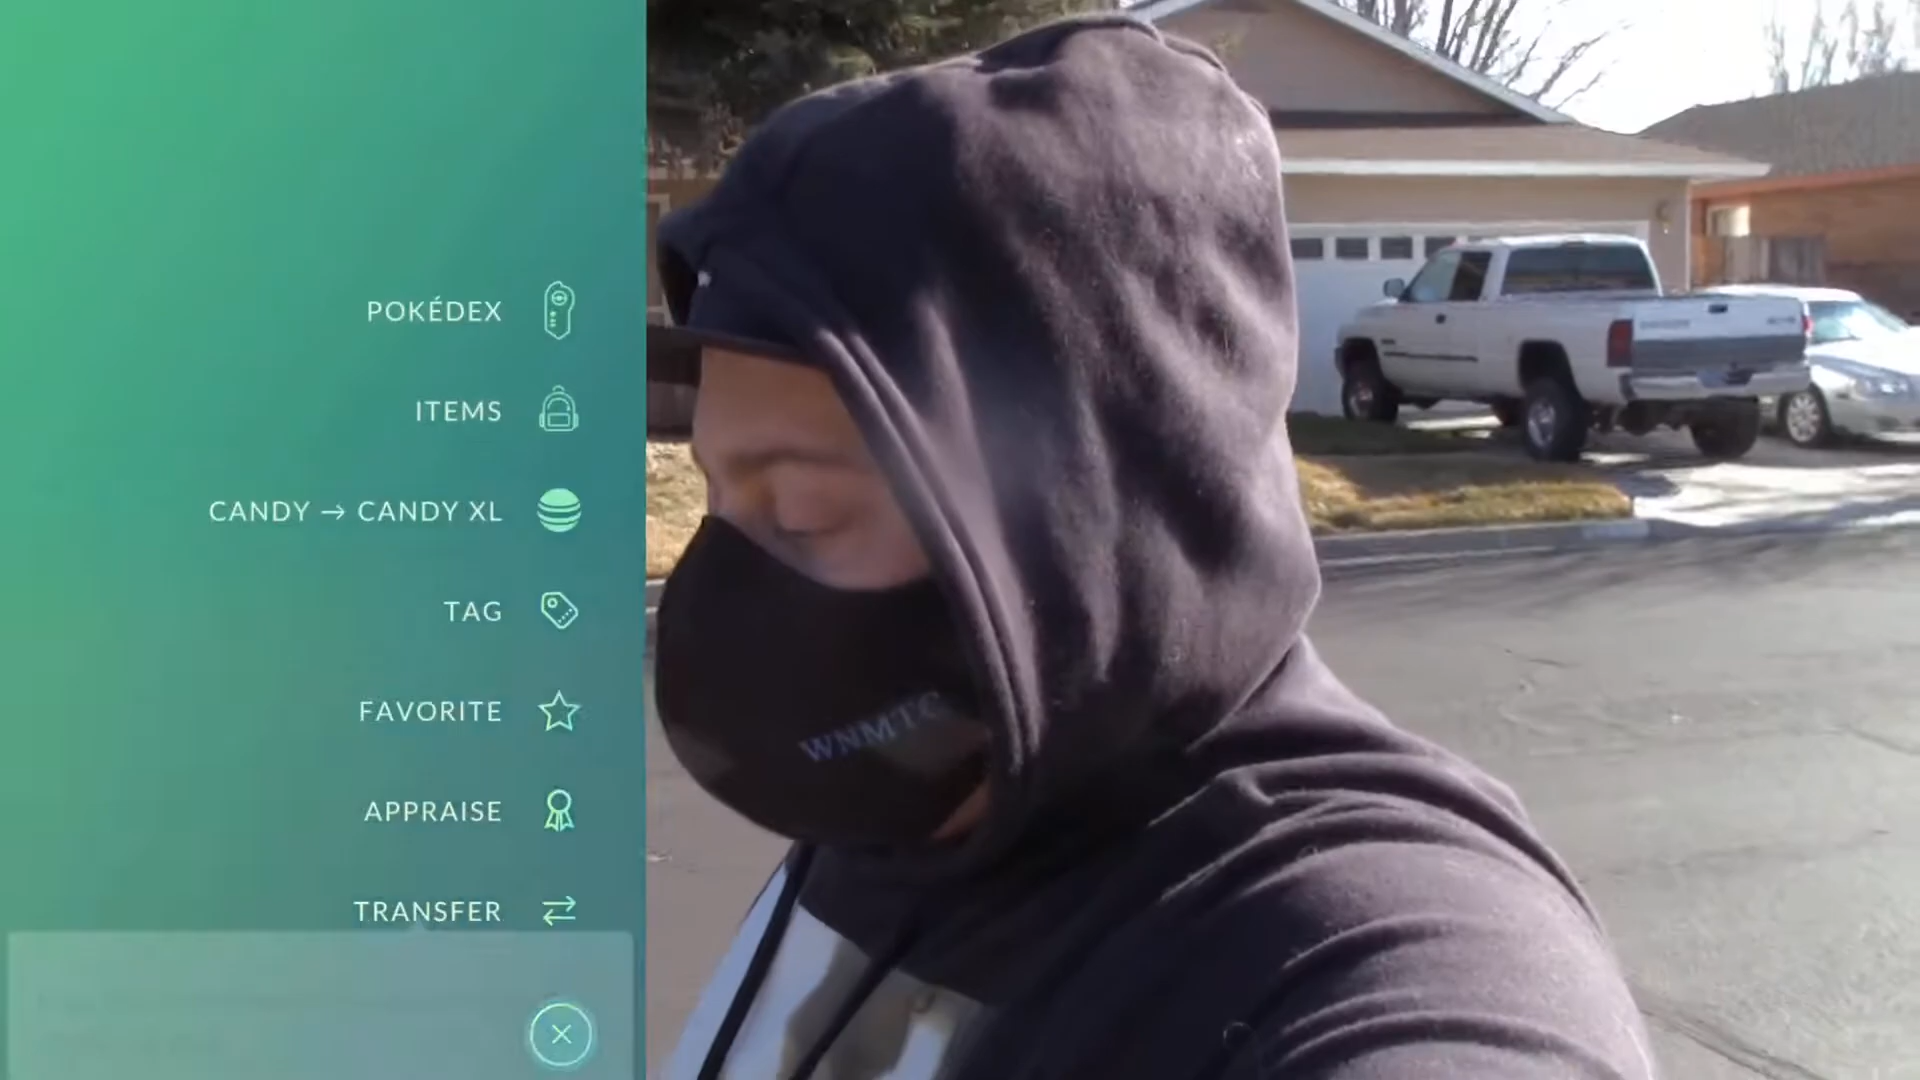 POKÉDEX
ITEMS
CANDY → CANDY XL
TAG
FAVORITE
APPRAISE
TRANSFER
WNMTC